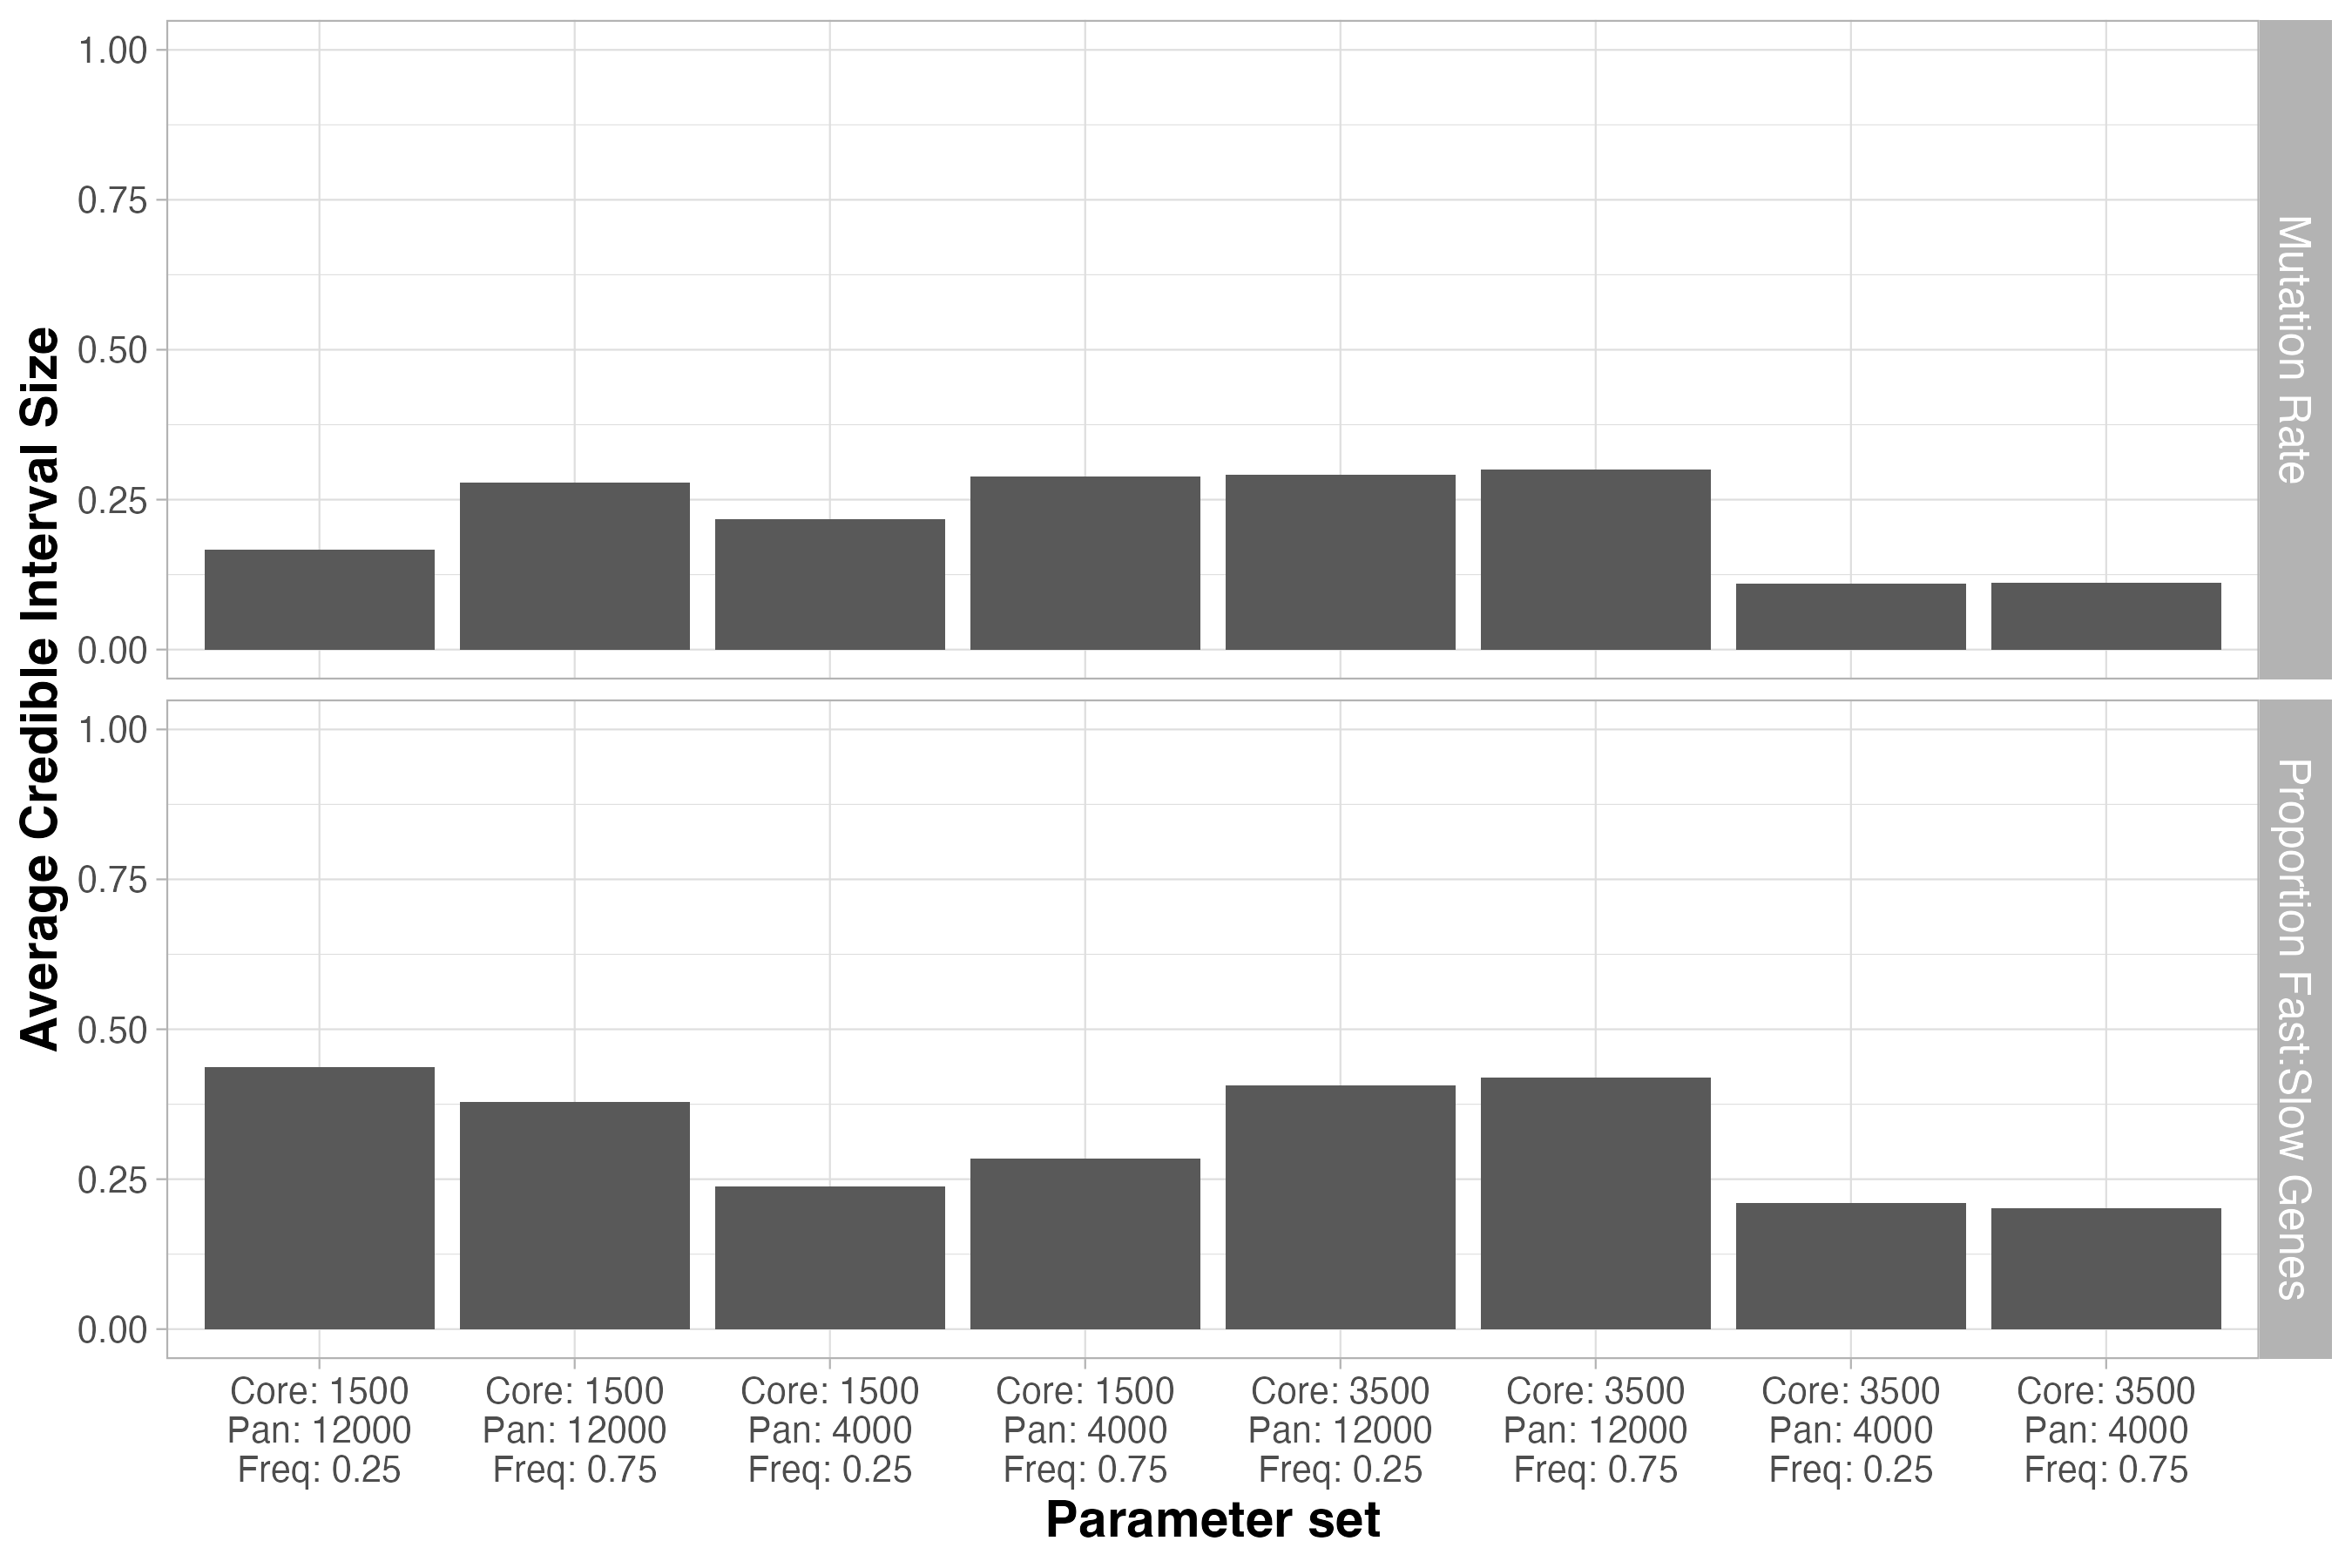 Average Credible Interval Size
1.00
0.75
0.50
0.25
0.00
Mutation Rate
1.00
0.75
0.50
0.25
0.00
Proportion Fast:Slow Genes
Core: 1500 Core: 1500 Core: 1500 Core: 1500 Core: 3500 Core: 3500 Core: 3500 Core: 3500
Pan: 12000 Pan: 12000 Pan: 4000 Pan: 4000 Pan: 12000 Pan: 12000 Pan: 4000 Pan: 4000
Freq: 0.25 Freq: 0.75 Freq: 0.25 Freq: 0.75 Freq: 0.25 Freq: 0.75 Freq: 0.25 Freq: 0.75
Parameter set